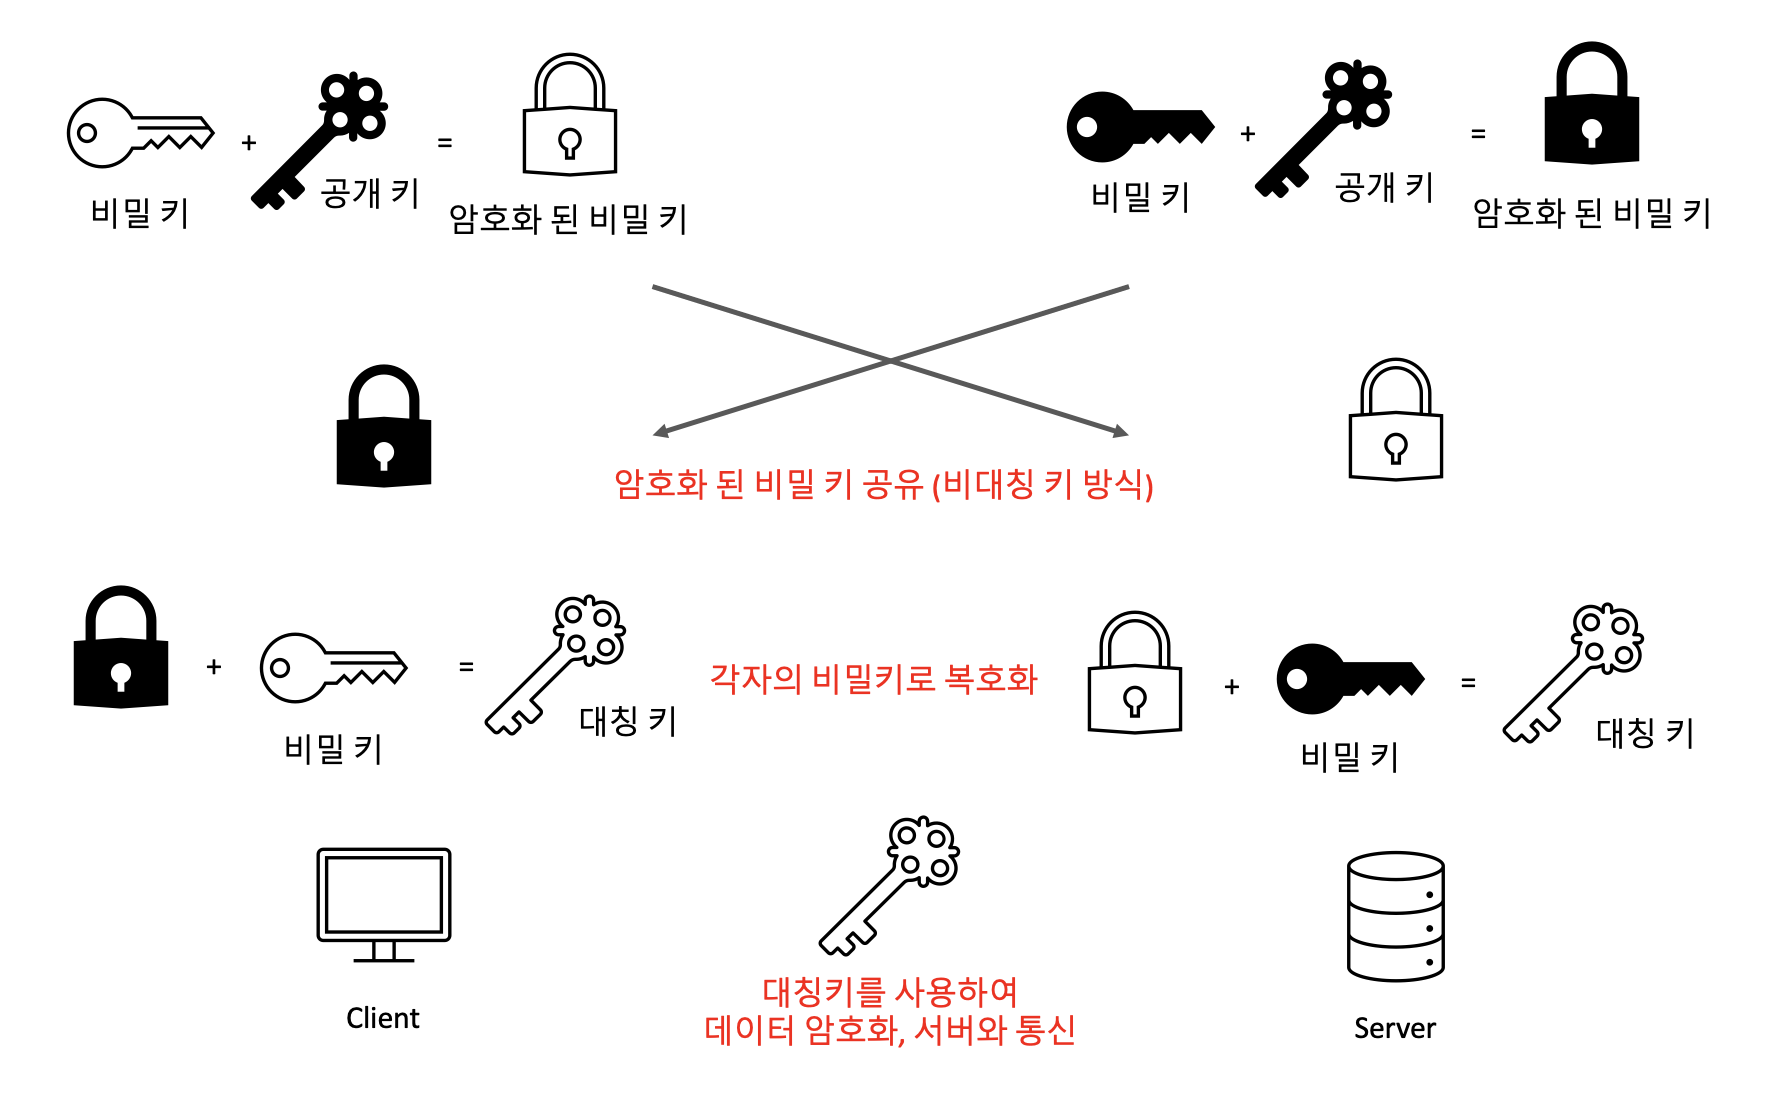 +
=
비밀 키
공개 키
암호화 된 비밀 키
+
=
비밀 키
공개 키
암호화 된 비밀 키
암호화 된 비밀 키 공유 (비대칭 키 방식)
+
=
비밀 키
대칭 키
각자의 비밀키로 복호화
+
=
비밀 키
대칭 키
대칭키를 사용하여
데이터 암호화, 서버와 통신
Client
Server